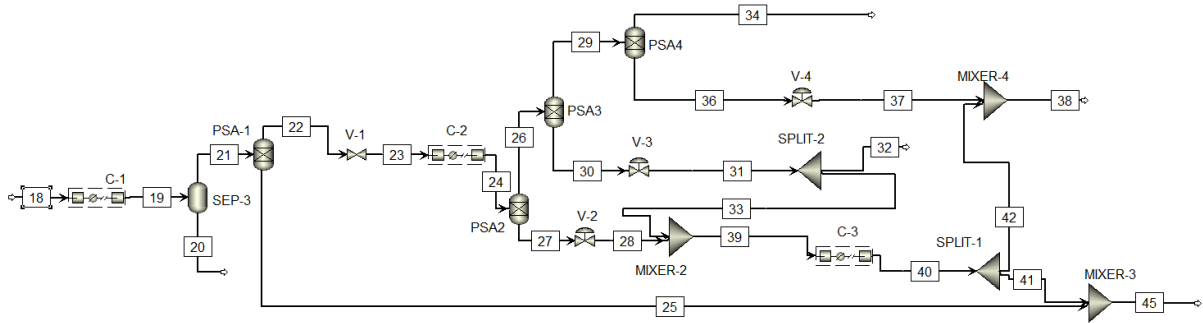 34
29
PSA4
V-4
MIXER-4
36
37
38
PSA-1
22
V-1
C-2
26
PSA3
V-3
SPLIT-2
21
23
30
31
32
C-1
24
18
19
SEP-3
PSA2
V-2
33
42
20
27
28
39
C-3
SPLIT-1
MIXER-2
40
41
MIXER-3
25
45